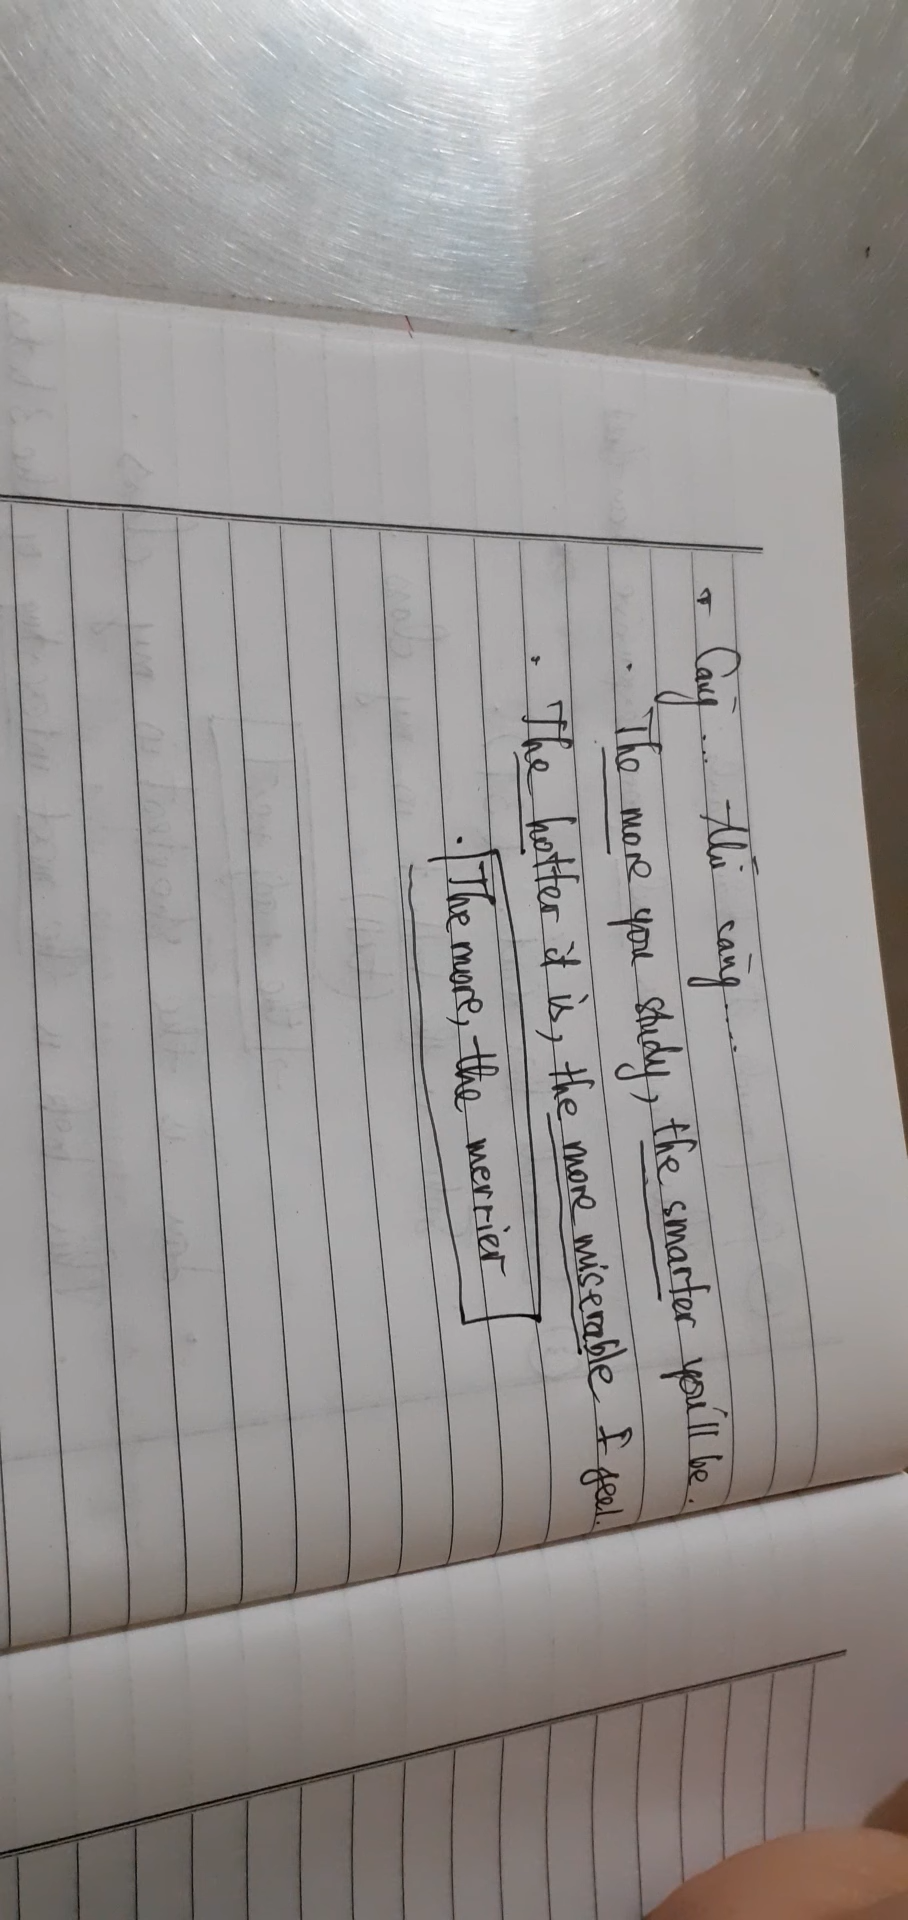 + Càng ... thì càng ....
. The more you study, the smarter you'll be.
. The hotter it is, the more miserable I feel.
. The more, the merrier